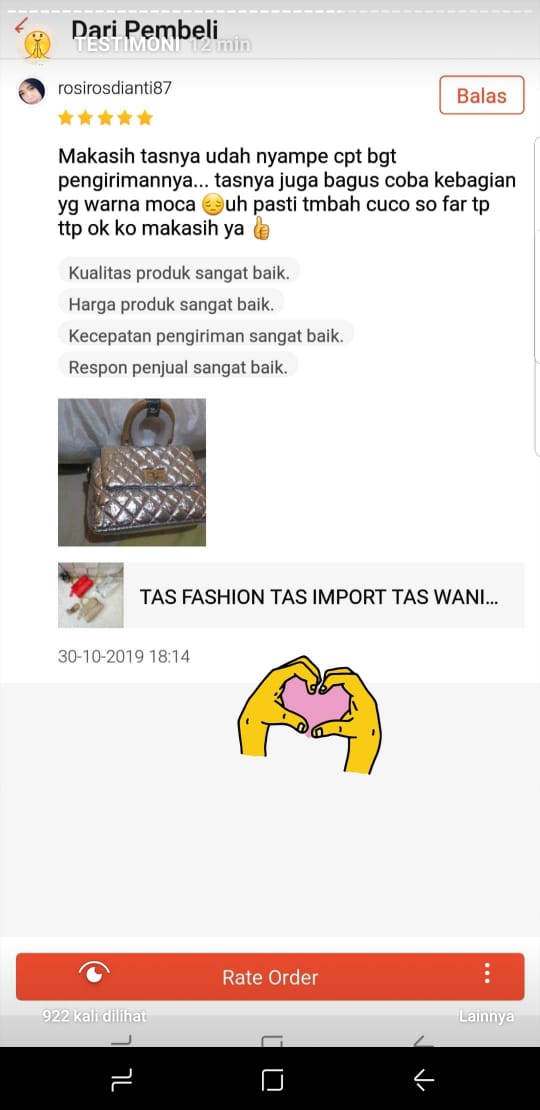 Dari Pembeli
TESTIMONI 12 min
rosirosdianti87
Balas
Makasih tasnya udah nyampe cpt bgt
pengirimannya... tasnya juga bagus coba kebagian
yg warna moca 😔uh pasti tmbah cuco so far tp
ttp ok ko makasih ya 👍
Kualitas produk sangat baik.
Harga produk sangat baik.
Kecepatan pengiriman sangat baik.
Respon penjual sangat baik.
TAS FASHION TAS IMPORT TAS WANI...
30-10-2019 18:14
Rate Order
922 kali dilihat
Lainnya